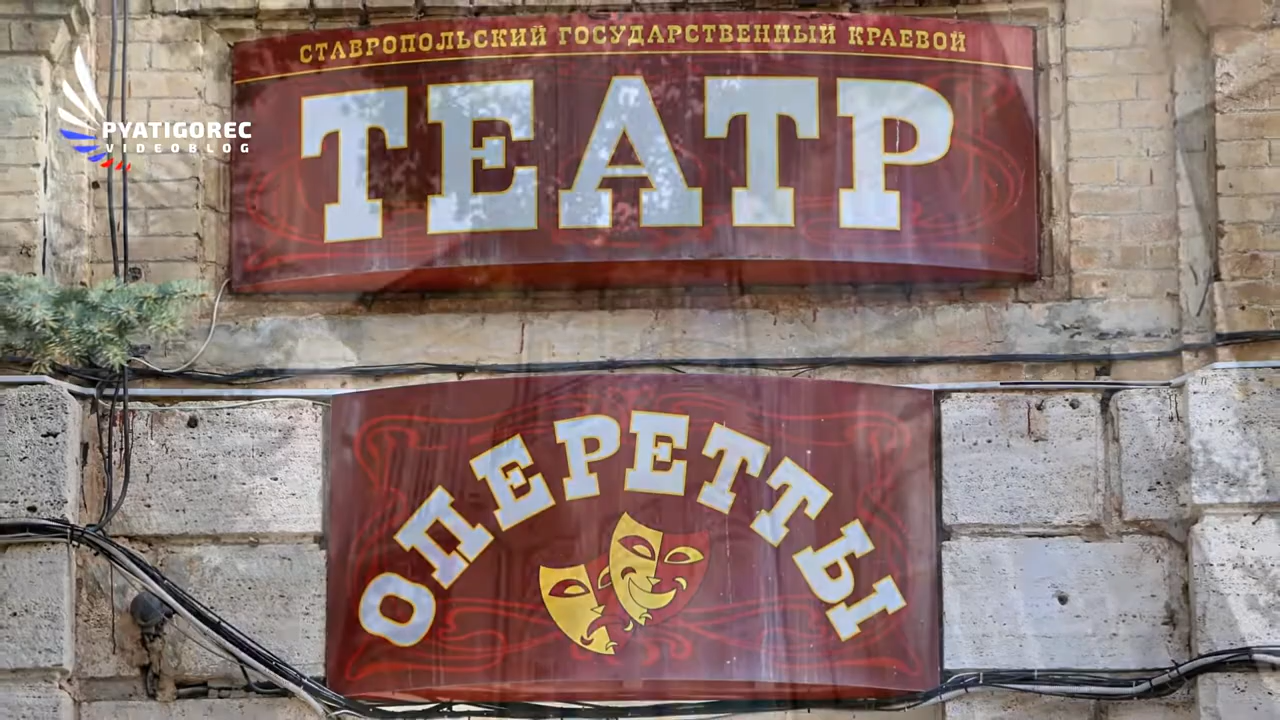 СТАВРОПОЛЬСКИЙ ГОСУДАРСТВЕННЫЙ КРАЕВОЙ
ТЕАТР
PYATIGOREC
VIDEOBLOG
ОПЕРЕТТЫ